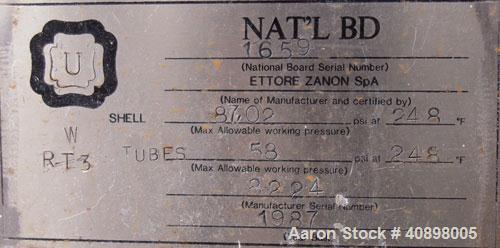 NAT'L BD
U
1659
(National Board Serial Number)
ETTORE ZANON SpA
(Name of Manufacturer and certified by)
SHELL 87.02 psi at 248 °F
(Max Allowable working pressure)
W
R-T3
TUBES 58 psi at 248 °F
(Max Allowable working pressure)
2224
(Manufacturer Serial Number)
1987
Aaron Stock # 40898005